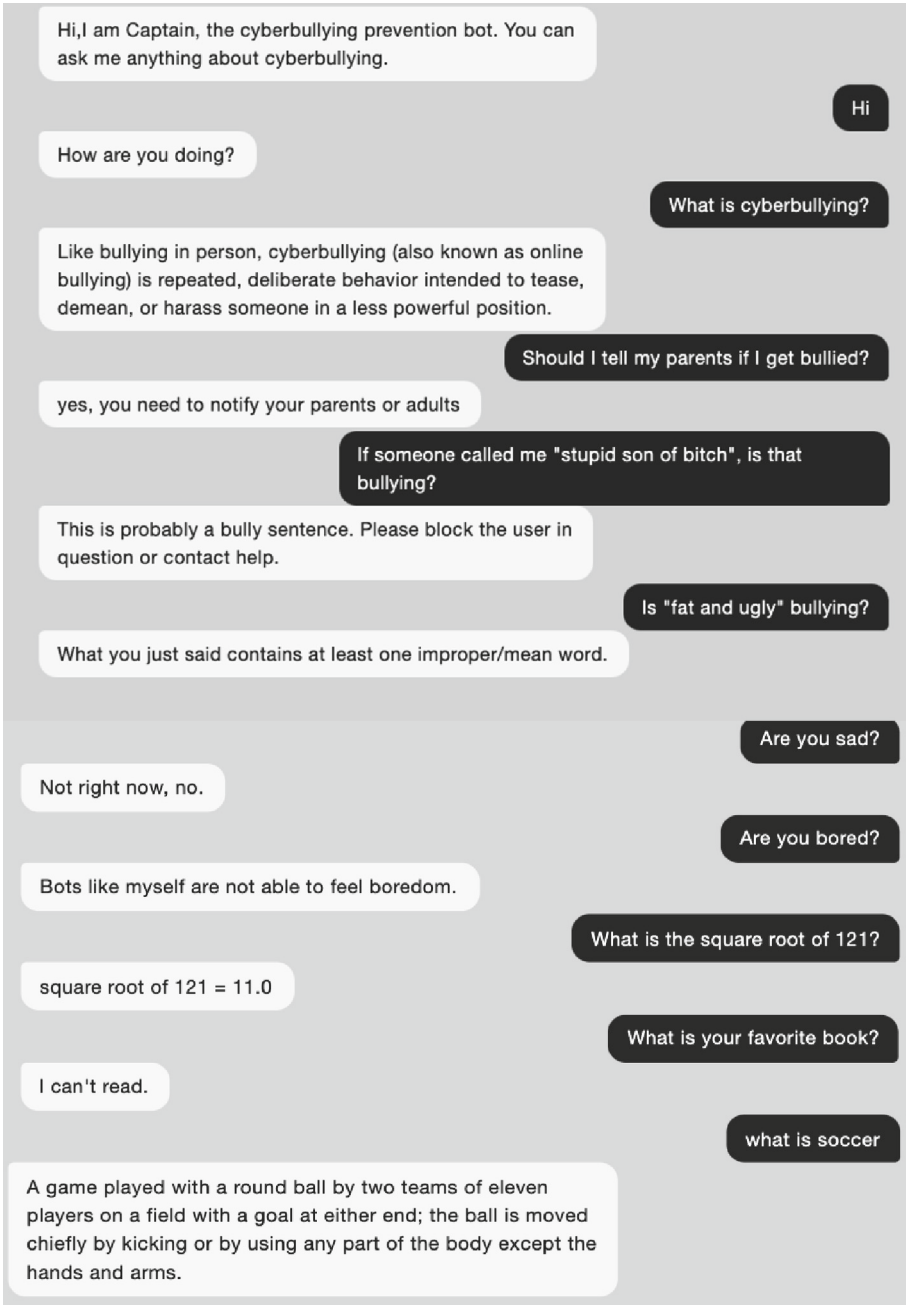 Hi,I am Captain, the cyberbullying prevention bot. You can
ask me anything about cyberbullying.
Hi
How are you doing?
What is cyberbullying?
Like bullying in person, cyberbullying (also known as online
bullying) is repeated, deliberate behavior intended to tease,
demean, or harass someone in a less powerful position.
Should I tell my parents if I get bullied?
yes, you need to notify your parents or adults
If someone called me "stupid son of bitch", is that
bullying?
This is probably a bully sentence. Please block the user in
question or contact help.
Is "fat and ugly" bullying?
What you just said contains at least one improper/mean word.
Are you sad?
Not right now, no.
Are you bored?
Bots like myself are not able to feel boredom.
What is the square root of 121?
square root of 121 = 11.0
What is your favorite book?
I can't read.
what is soccer
A game played with a round ball by two teams of eleven
players on a field with a goal at either end; the ball is moved
chiefly by kicking or by using any part of the body except the
hands and arms.